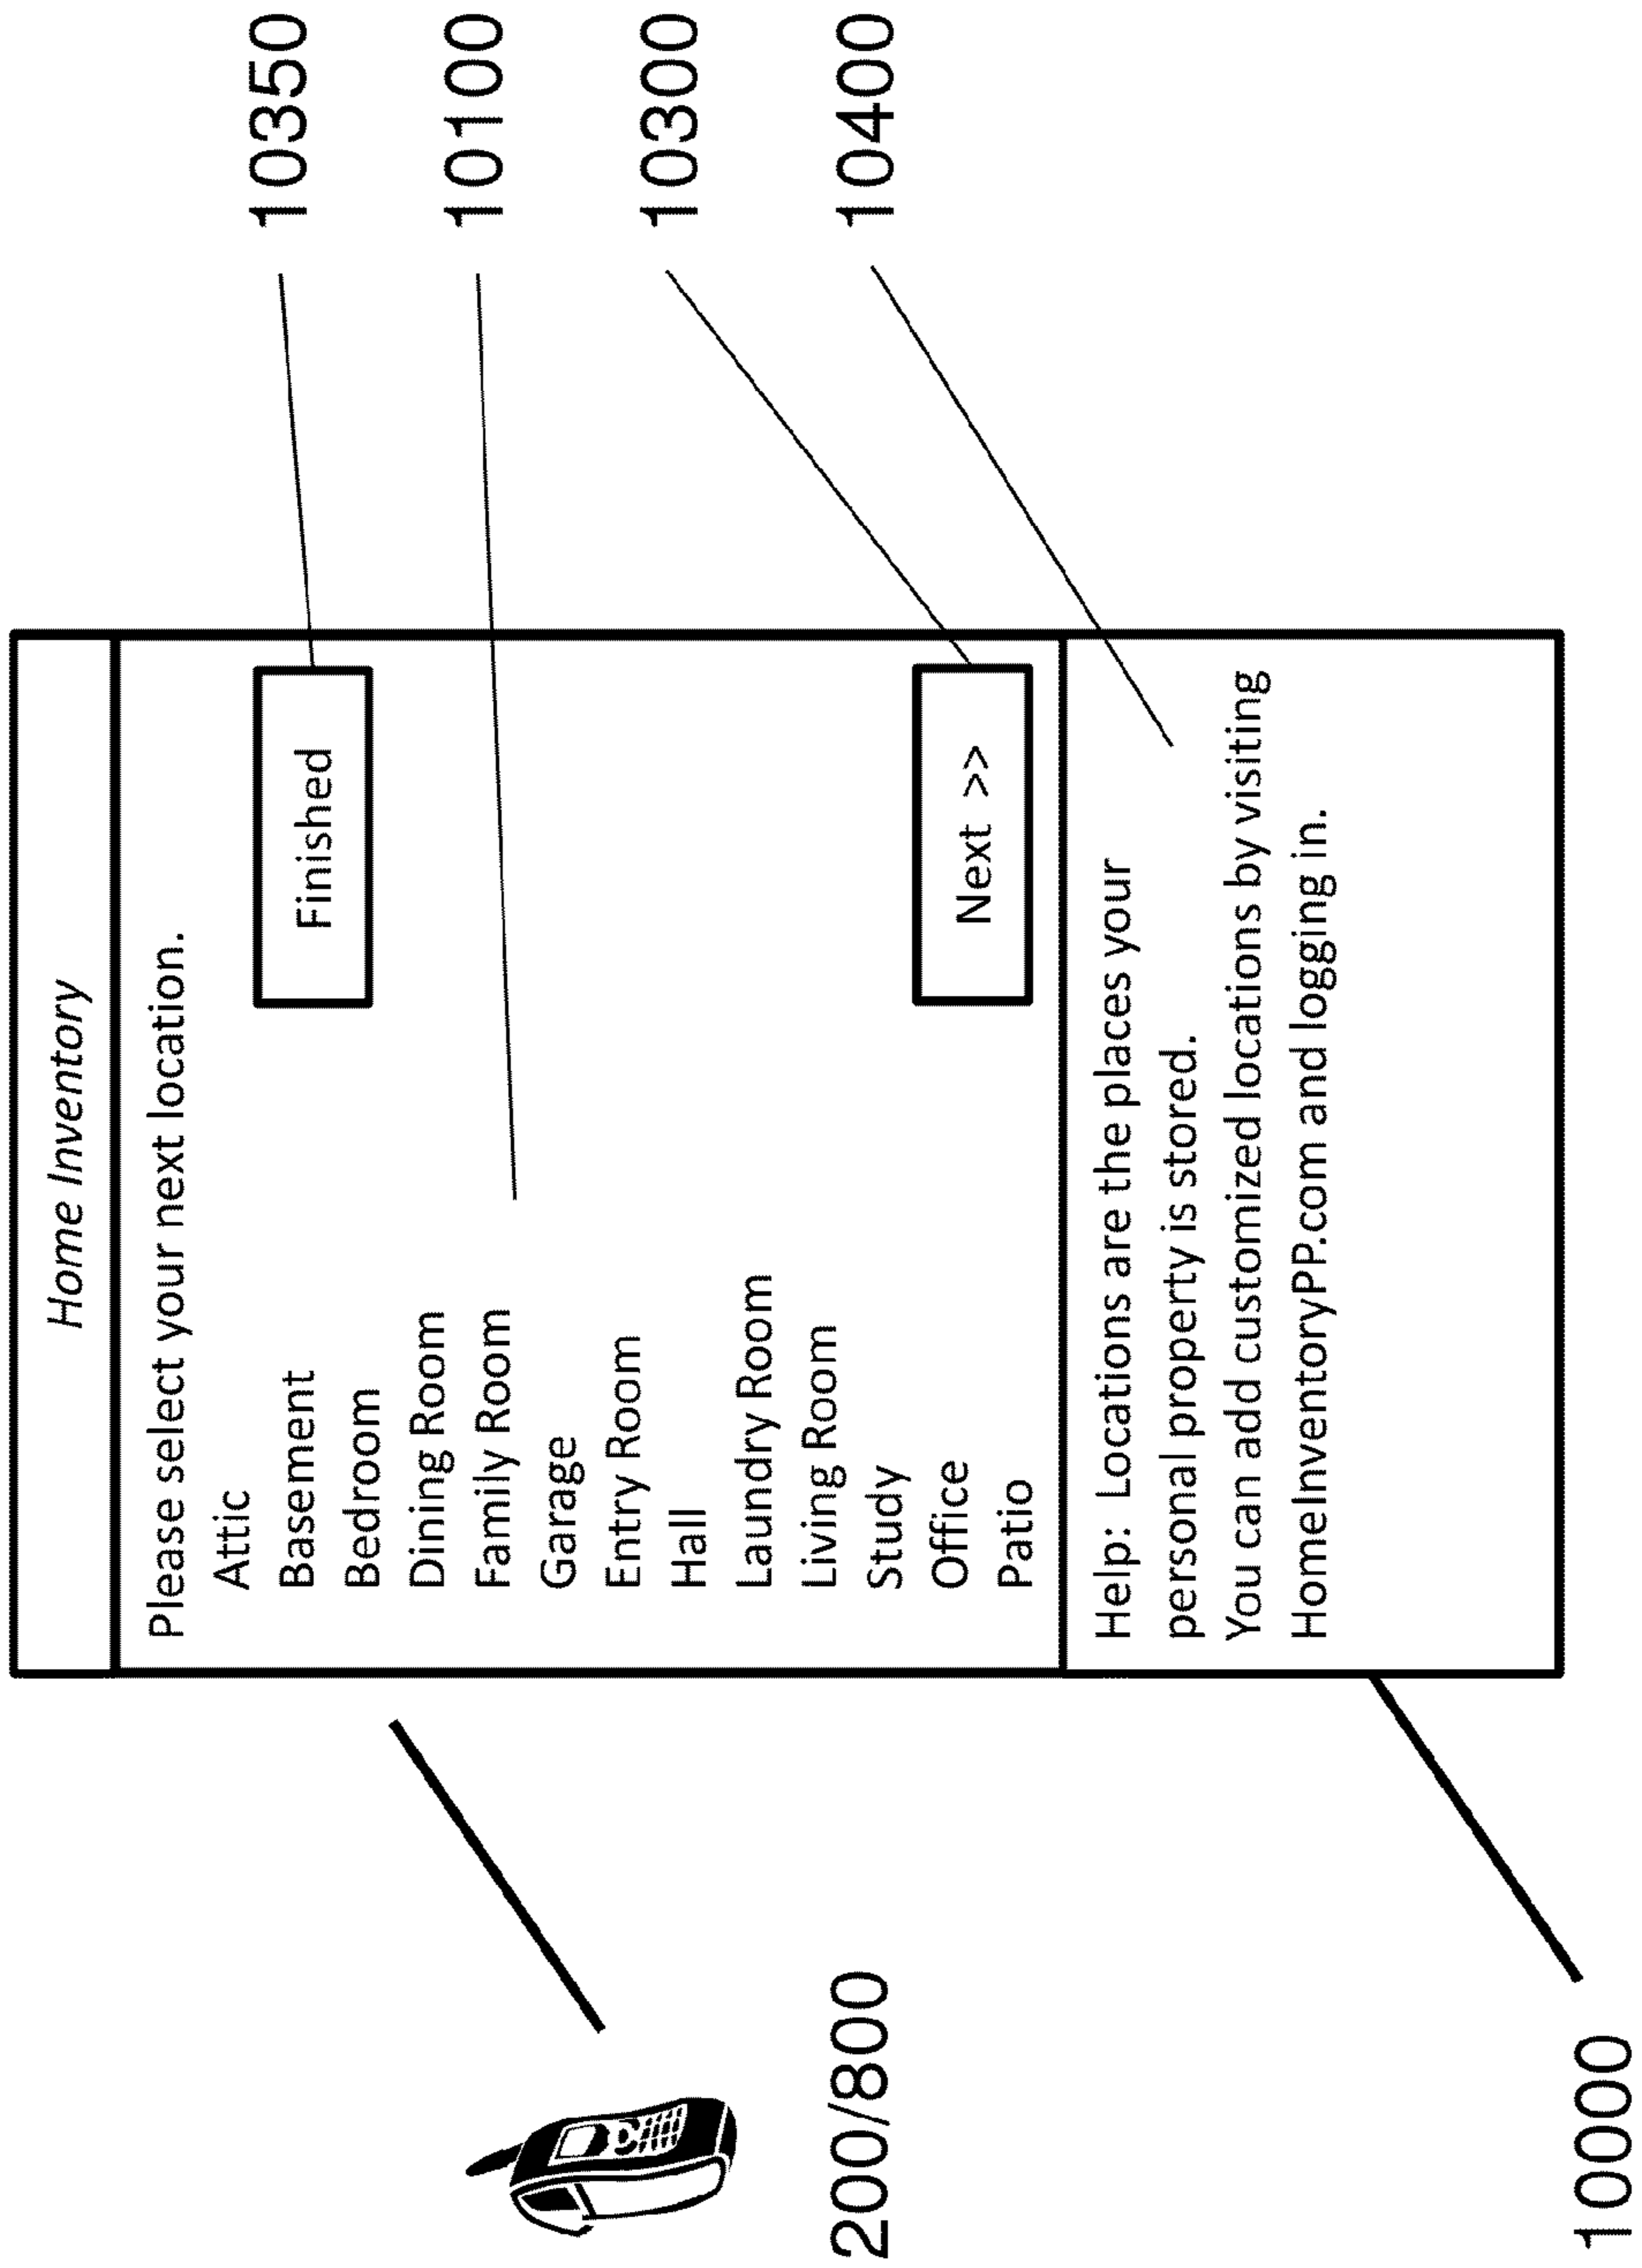 Home Inventory
Please select your next location.
Attic
Basement
Bedroom
Dining Room
Family Room
Garage
Entry Room
Hall
Laundry Room
Living Room
Study
Office
Patio
Finished
Next >>
Help: Locations are the places your
personal property is stored.
You can add customized locations by visiting
HomeInventoryPP.com and logging in.
10350
10100
10300
10400
200/800
10000